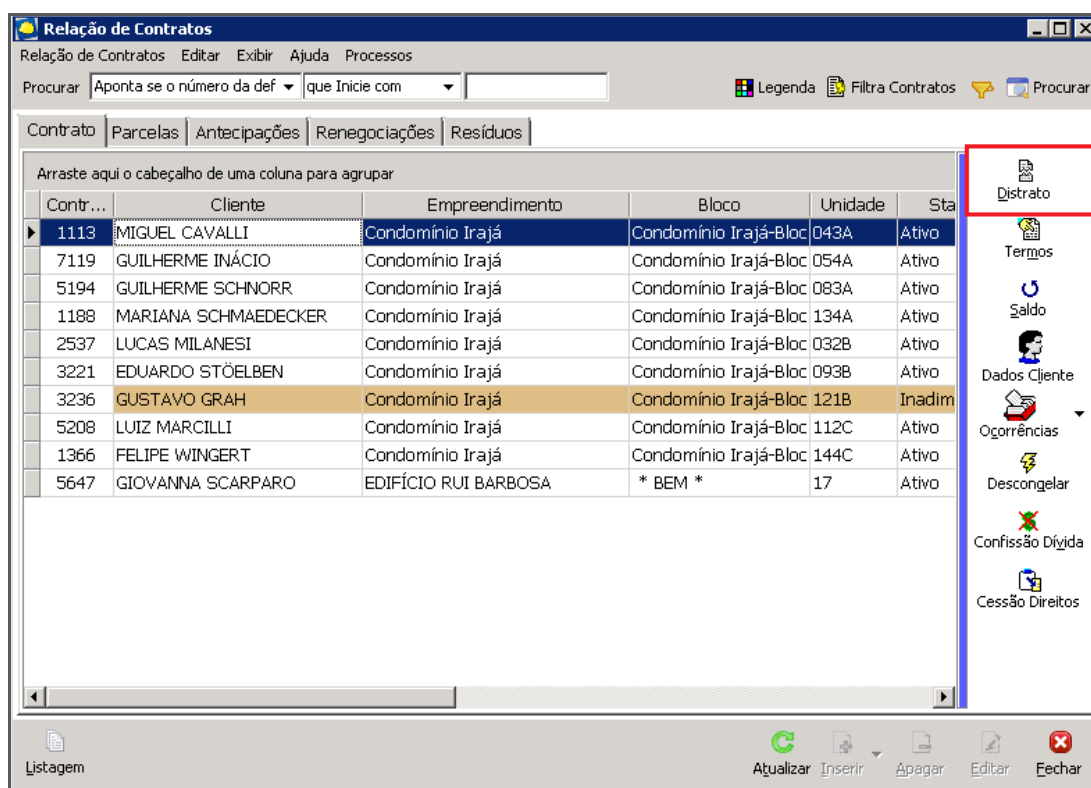 Relação de Contratos
Relação de Contratos Editar Exibir Ajuda Processos
Procurar Aponta se o número da def que Inicie com Legenda Filtra Contratos Procurar
Contrato Parcelas Antecipações Renegociações Resíduos
Arraste aqui o cabeçalho de uma coluna para agrupar
Contr... Cliente Empreendimento Bloco Unidade Sta
1113 MIGUEL CAVALLI Condomínio Irajá Condomínio Irajá-Bloc 043A Ativo
7119 GUILHERME INÁCIO Condomínio Irajá Condomínio Irajá-Bloc 054A Ativo
5194 GUILHERME SCHNORR Condomínio Irajá Condomínio Irajá-Bloc 083A Ativo
1188 MARIANA SCHMAEDECKER Condomínio Irajá Condomínio Irajá-Bloc 134A Ativo
2537 LUCAS MILANESI Condomínio Irajá Condomínio Irajá-Bloc 032B Ativo
3221 EDUARDO STÖELBEN Condomínio Irajá Condomínio Irajá-Bloc 093B Ativo
3236 GUSTAVO GRAH Condomínio Irajá Condomínio Irajá-Bloc 121B Inadim
5208 LUIZ MARCILLI Condomínio Irajá Condomínio Irajá-Bloc 112C Ativo
1366 FELIPE WINGERT Condomínio Irajá Condomínio Irajá-Bloc 144C Ativo
5647 GIOVANNA SCARPARO EDIFÍCIO RUI BARBOSA * BEM * 17 Ativo
Distrato
Termos
Saldo
Dados Cliente
Ocorrências
Descongelar
Confissão Dívida
Cessão Direitos
Listagem Atualizar Inserir Apagar Editar Fechar